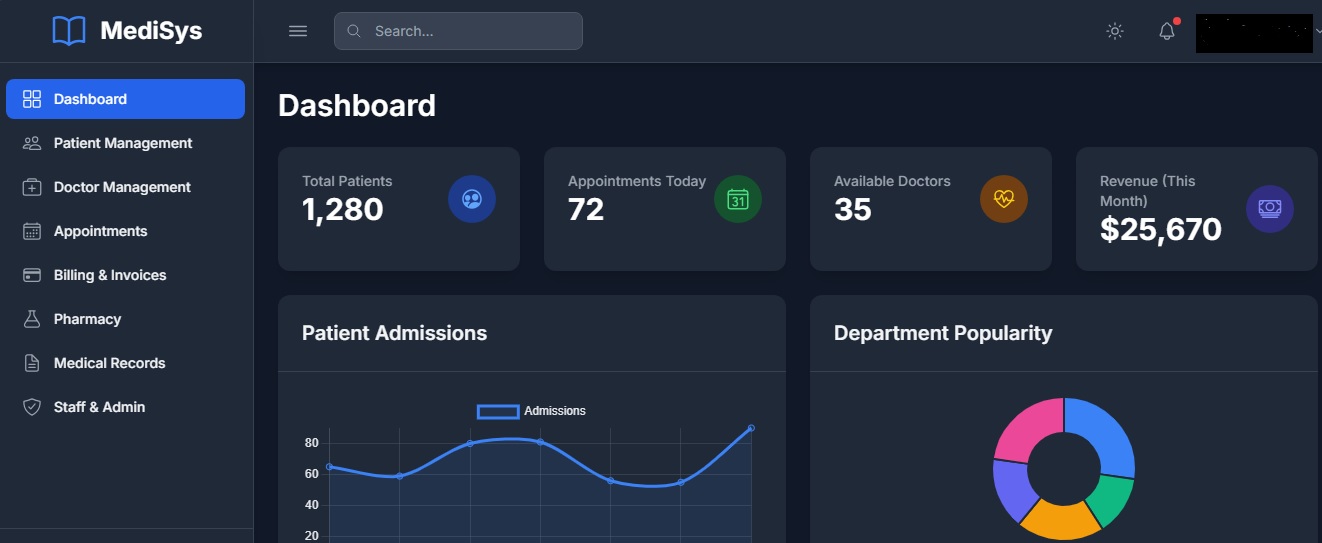 MediSys
Search...
Dashboard
Patient Management
Doctor Management
Appointments
Billing & Invoices
Pharmacy
Medical Records
Staff & Admin
Dashboard
Total Patients
1,280
Appointments Today
72
31
Available Doctors
35
Revenue (This
Month)
$25,670
Patient Admissions
Admissions
80
60
40
20
Department Popularity